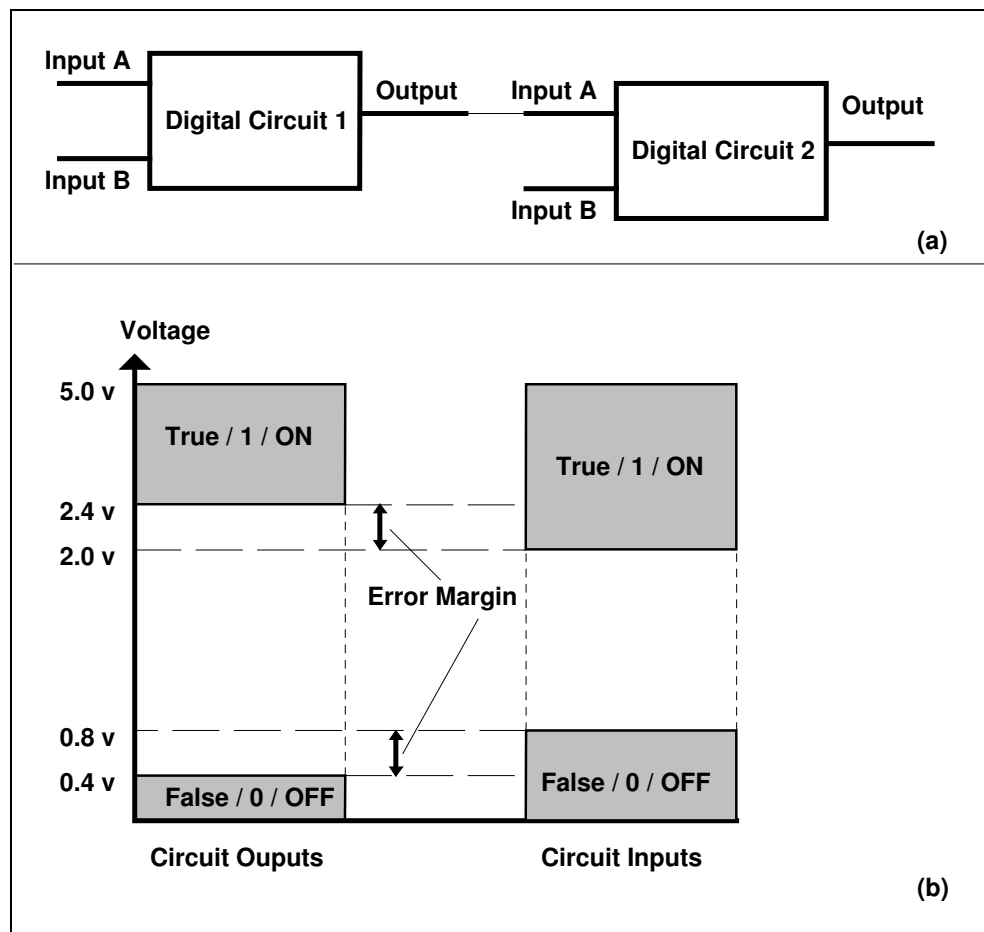 Input A
Digital Circuit 1
Input B
Output
Input A
Digital Circuit 2
Input B
Output
(a)
Voltage
5.0 v
True / 1 / ON
True / 1 / ON
2.4 v
2.0 v
Error Margin
0.8 v
0.4 v
False / 0 / OFF
False / 0 / OFF
Circuit Ouputs
Circuit Inputs
(b)